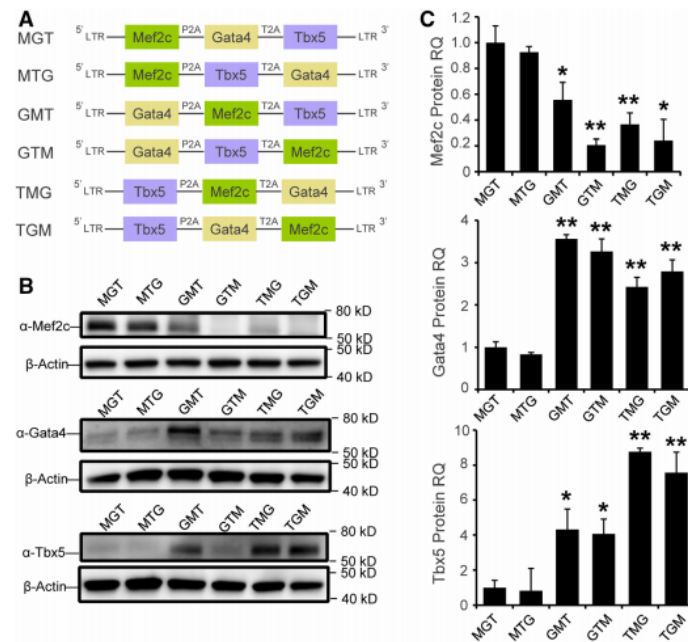 A
MGT 5′ LTR Mef2c P2A Gata4 T2A Tbx5 LTR 3′
MTG 5′ LTR Mef2c P2A Tbx5 T2A Gata4 LTR 3′
GMT 5′ LTR Gata4 P2A Mef2c T2A Tbx5 LTR 3′
GTM 5′ LTR Gata4 P2A Tbx5 T2A Mef2c LTR 3′
TMG 5′ LTR Tbx5 P2A Mef2c T2A Gata4 LTR 3′
TGM 5′ LTR Tbx5 P2A Gata4 T2A Mef2c LTR 3′
B
MGT MTG GMT GTM TMG TGM
80 kD
α-Mef2c
50 kD
50 kD
β-Actin
40 kD
MGT MTG GMT GTM TMG TGM
80 kD
α-Gata4
50 kD
50 kD
β-Actin
40 kD
MGT MTG GMT GTM TMG TGM
80 kD
α-Tbx5
50 kD
50 kD
β-Actin
40 kD
C
Mef2c Protein RQ
1.2
1.0
0.8
0.6
0.4
0.2
0
* ** ** *
MGT MTG GMT GTM TMG TGM
Gata4 Protein RQ
4
3
2
1
0
** ** ** **
MGT MTG GMT GTM TMG TGM
Tbx5 Protein RQ
10
8
6
4
2
0
* * ** **
MGT MTG GMT GTM TMG TGM